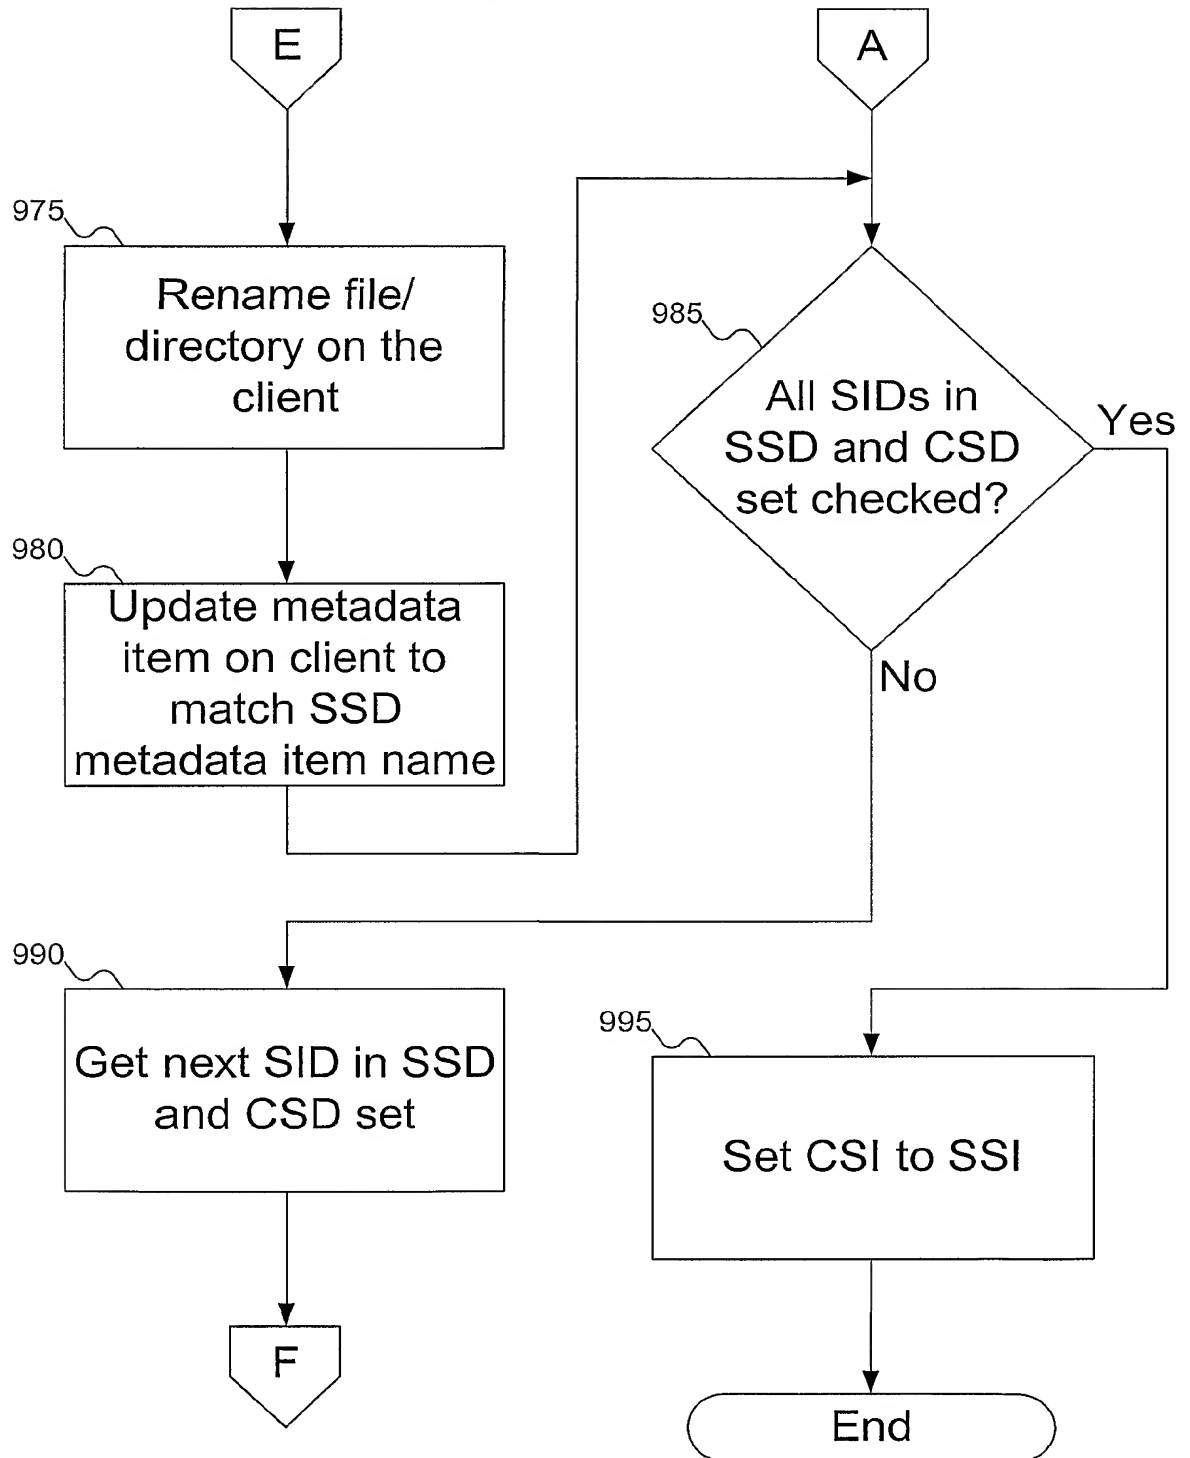 E
A
975
Rename file/
directory on the
client
985
All SIDs in
SSD and CSD
set checked?
Yes
No
980
Update metadata
item on client to
match SSD
metadata item name
990
Get next SID in SSD
and CSD set
995
Set CSI to SSI
F
End